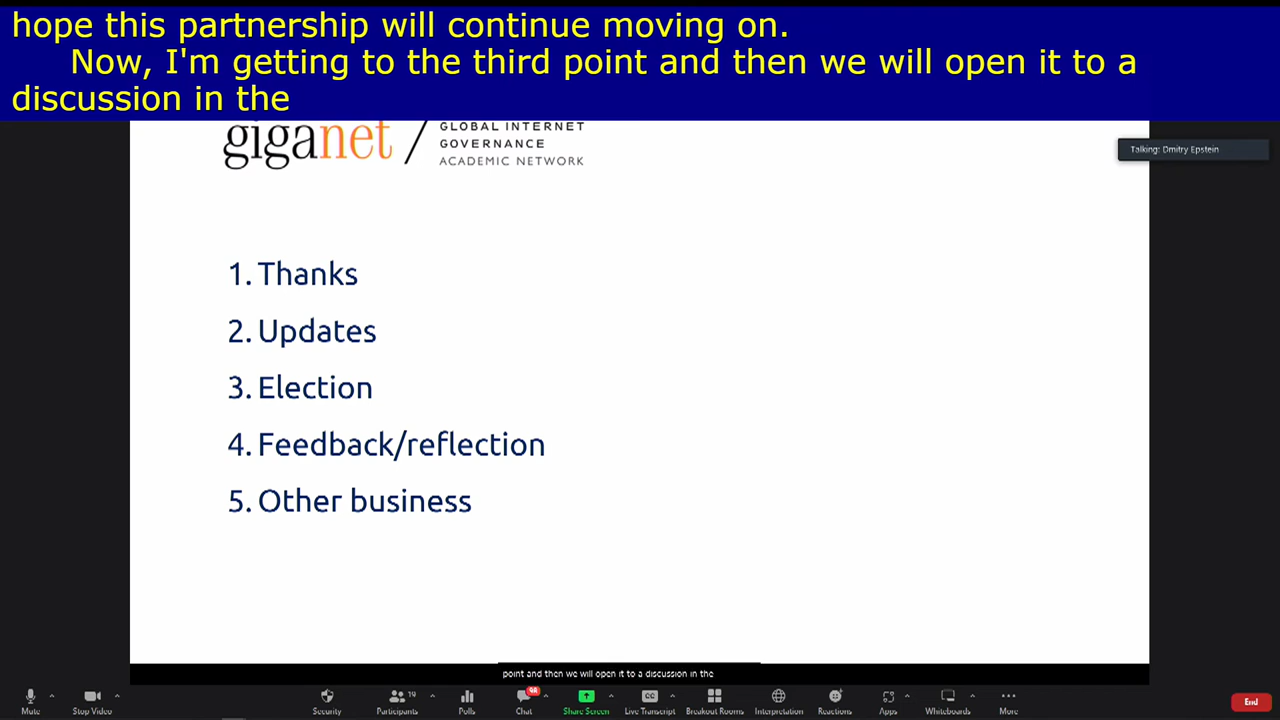 hope this partnership will continue moving on.
Now, I'm getting to the third point and then we will open it to a
discussion in the
giganet / GLOBAL INTERNET
GOVERNANCE
ACADEMIC NETWORK
Talking: Dmitry Epstein
1. Thanks
2. Updates
3. Election
4. Feedback/reflection
5. Other business
point and then we will open it to a discussion in the
Mute
Stop Video
Security
Participants
19
Polls
Chat
Share Screen
Live Transcript
Breakout Rooms
Interpretation
Reactions
Apps
Whiteboards
More
End